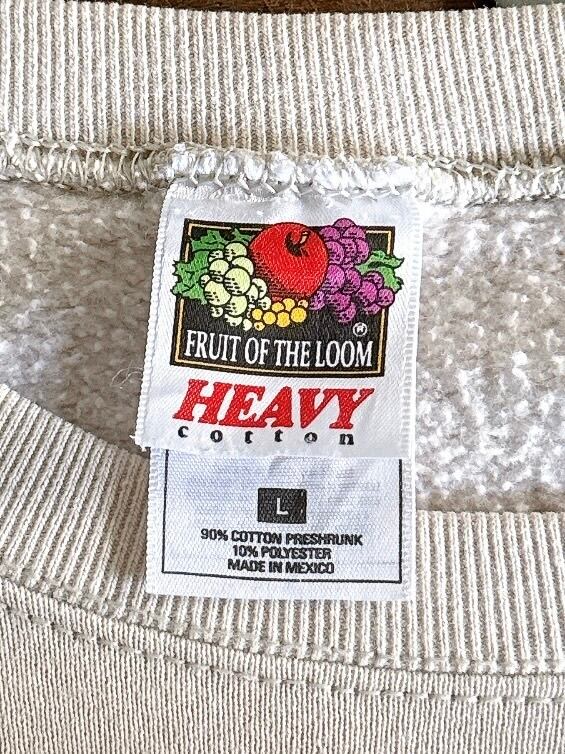 FRUIT OF THE LOOM®
HEAVY
cotton
L
90% COTTON PRESHRUNK
10% POLYESTER
MADE IN MEXICO